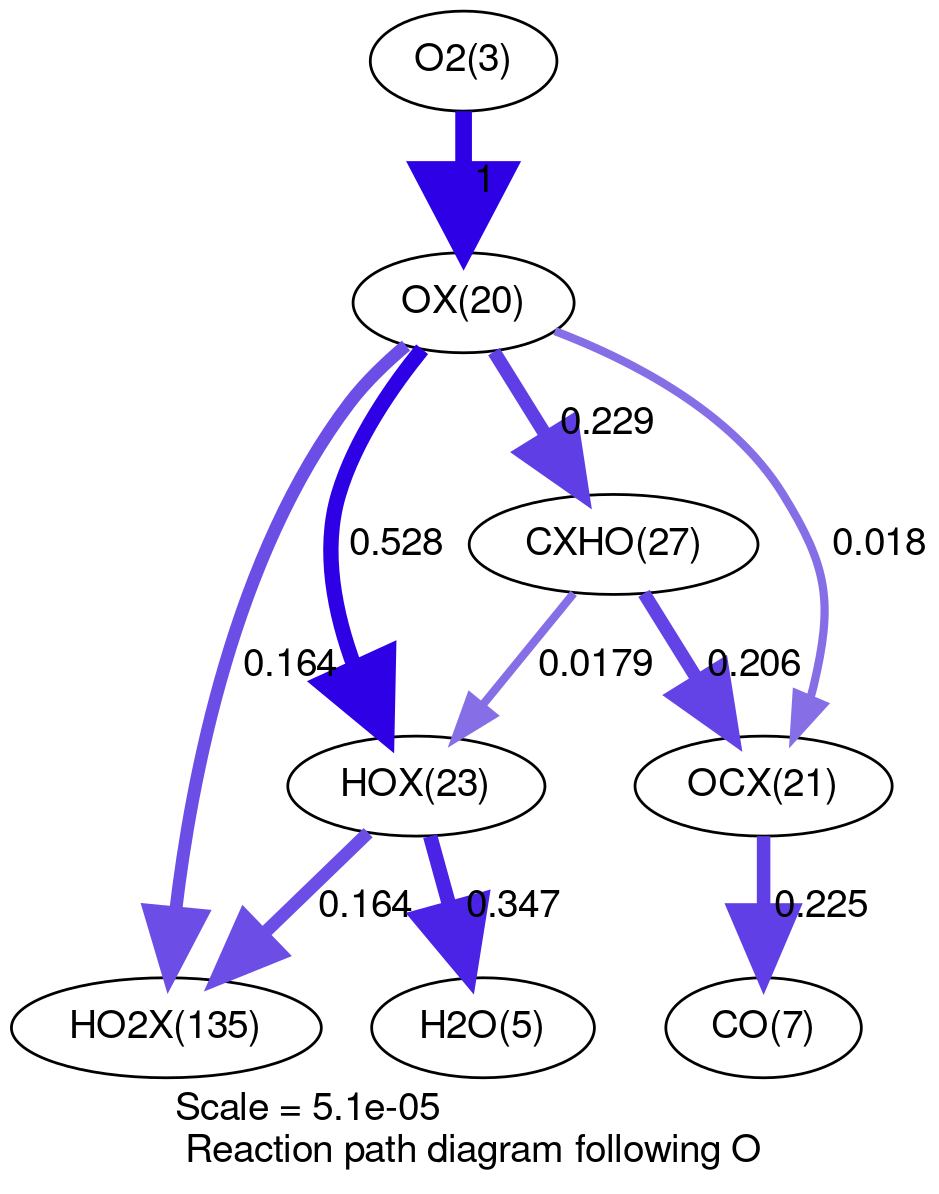 O2(3)
1
OX(20)
0.229
0.528
CXHO(27)
0.018
0.164
0.0179
0.206
HOX(23)
OCX(21)
0.164
0.347
0.225
HO2X(135)
H2O(5)
CO(7)
Scale = 5.1e-05
Reaction path diagram following O